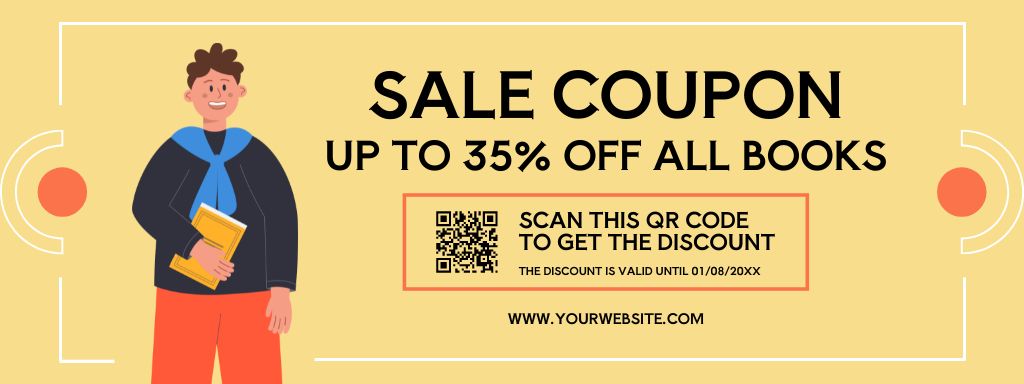 SALE COUPON
UP TO 35% OFF ALL BOOKS
SCAN THIS QR CODE
TO GET THE DISCOUNT
THE DISCOUNT IS VALID UNTIL 01/08/20XX
WWW.YOURWEBSITE.COM